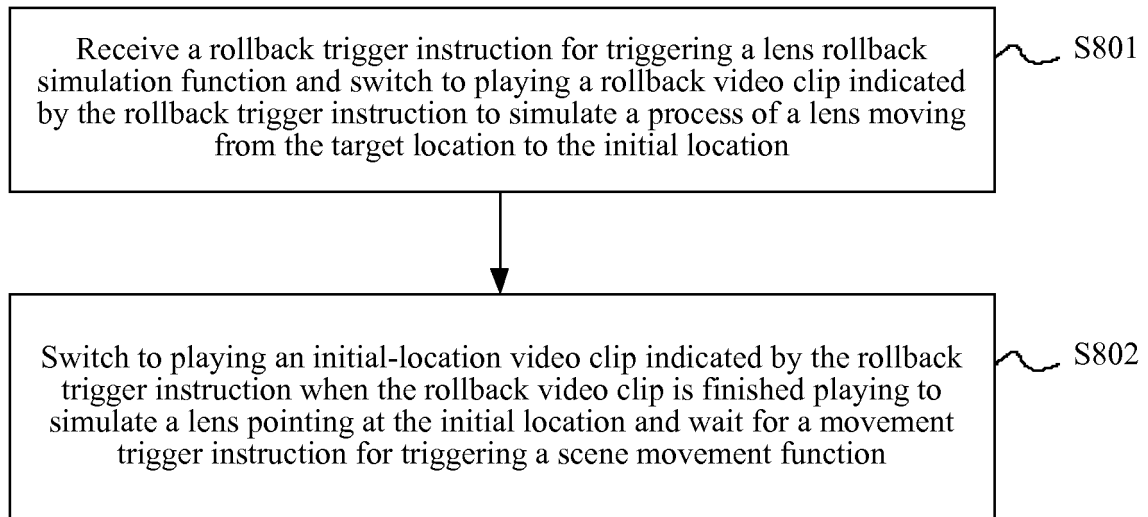 Receive a rollback trigger instruction for triggering a lens rollback
simulation function and switch to playing a rollback video clip indicated
by the rollback trigger instruction to simulate a process of a lens moving
from the target location to the initial location
S801
Switch to playing an initial-location video clip indicated by the rollback
trigger instruction when the rollback video clip is finished playing to
simulate a lens pointing at the initial location and wait for a movement
trigger instruction for triggering a scene movement function
S802